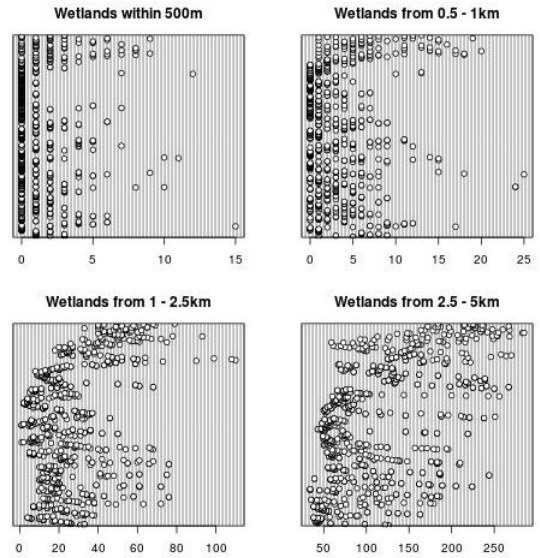 Wetlands within 500m
Wetlands from 0.5 - 1km
0 5 10 15
0 5 10 15 20 25
Wetlands from 1 - 2.5km
Wetlands from 2.5 - 5km
0 20 40 60 80 100
50 100 150 200 250